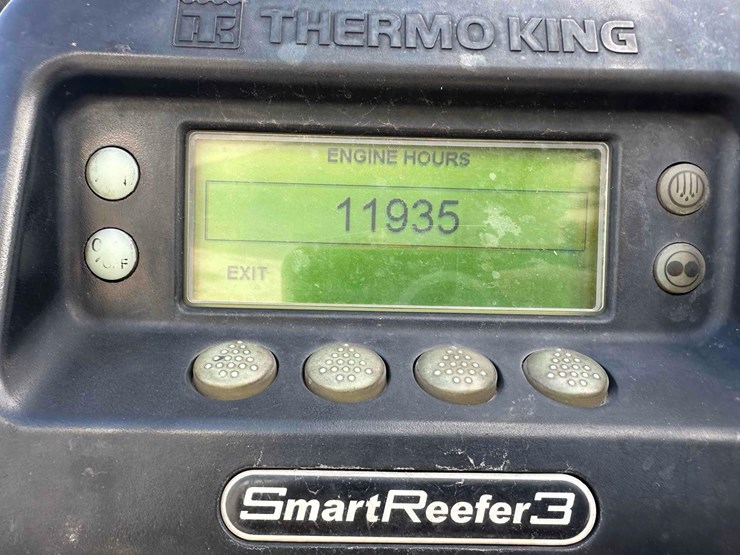 THERMO KING
ENGINE HOURS
11935
EXIT
SmartReefer3